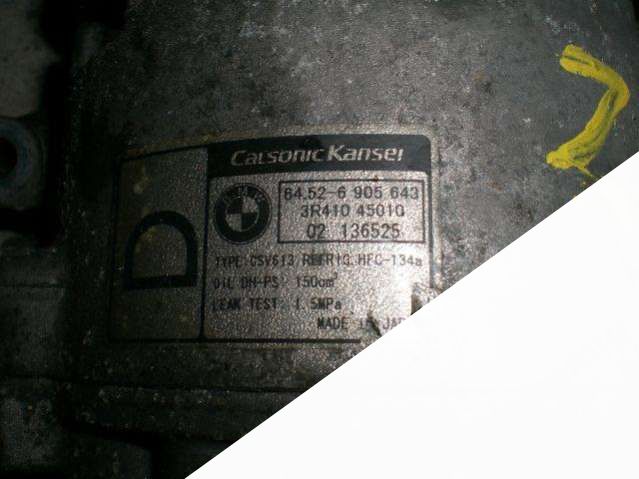 CalsonicKansei
D
64.52-6 905 643
3R410 45010
02 136525
TYPE CSV613 REFRIG HFC-134a
OIL DH-PS 150cm³
LEAK TEST: 1.5MPa
MADE